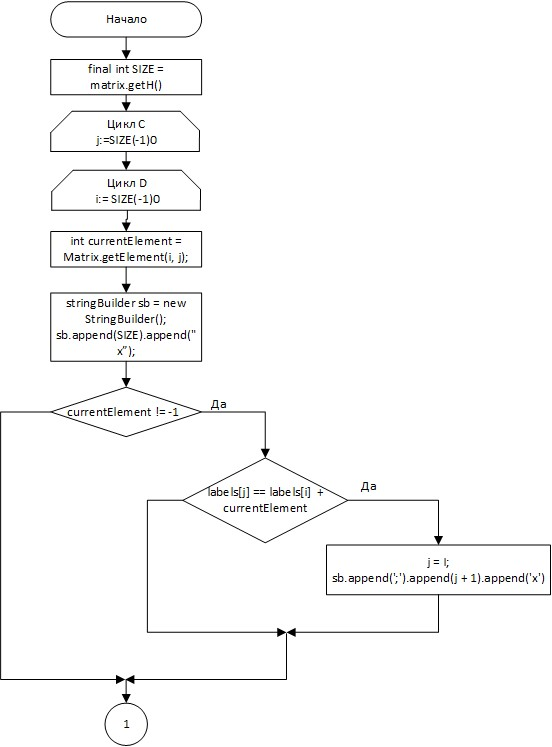 Начало
final int SIZE =
matrix.getH()
Цикл C
j:=SIZE(-1)0
Цикл D
i:= SIZE(-1)0
int currentElement =
Matrix.getElement(i, j);
stringBuilder sb = new
StringBuilder();
sb.append(SIZE).append("
x");
currentElement != -1
Да
labels[j] == labels[i] +
currentElement
Да
j = I;
sb.append(';').append(j + 1).append('x')
1